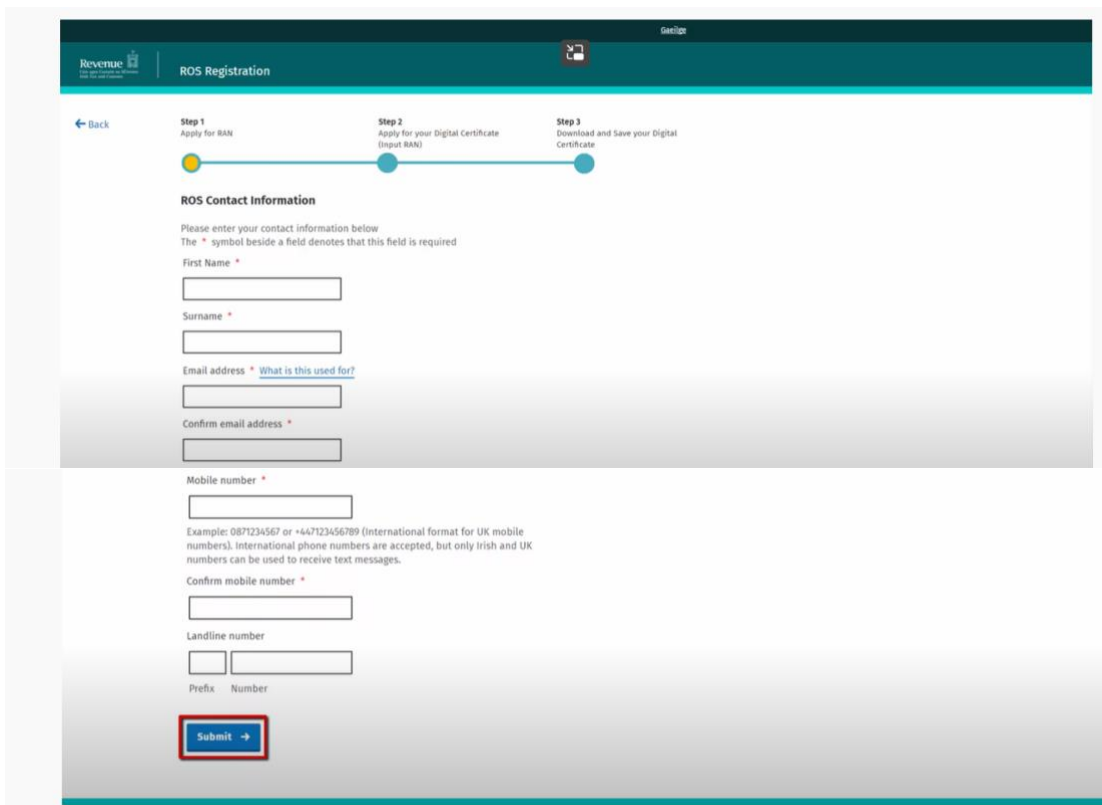 Gaeilge
Revenue
ROS Registration
Back
Step 1
Apply for RAN
Step 2
Apply for your Digital Certificate
(Input RAN)
Step 3
Download and Save your Digital
Certificate
ROS Contact Information
Please enter your contact information below
The * symbol beside a field denotes that this field is required
First Name *
Surname *
Email address * What is this used for?
Confirm email address *
Mobile number *
Example: 0871234567 or +447123456789 (International format for UK mobile
numbers). International phone numbers are accepted, but only Irish and UK
numbers can be used to receive text messages.
Confirm mobile number *
Landline number
Prefix Number
Submit →